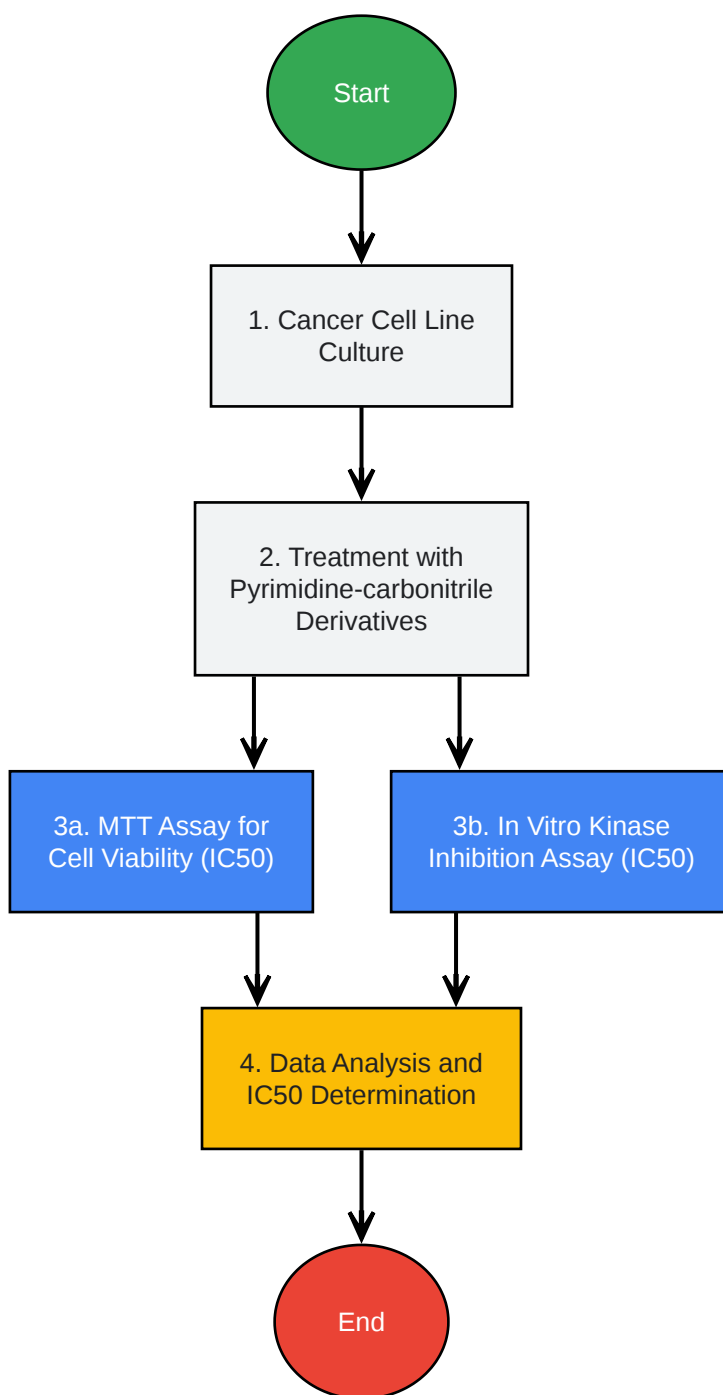 Start
1. Cancer Cell Line
Culture
2. Treatment with
Pyrimidine-carbonitrile
Derivatives
3a. MTT Assay for
Cell Viability (IC50)
3b. In Vitro Kinase
Inhibition Assay (IC50)
4. Data Analysis and
IC50 Determination
End